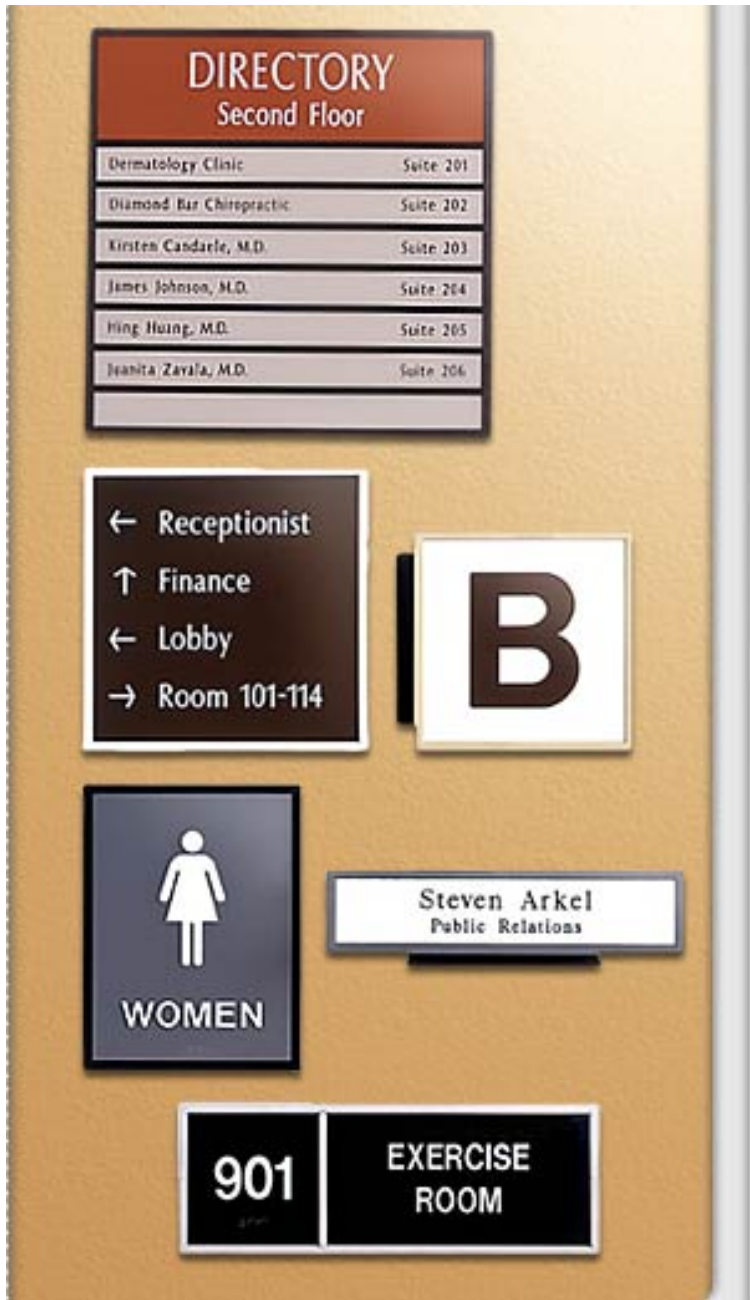 DIRECTORY
Second Floor
Dermatology Clinic Suite 201
Diamond Bar Chiropractic Suite 202
Kirsten Candaele, M.D. Suite 203
James Johnson, M.D. Suite 204
Hing Huang, M.D. Suite 205
Juanita Zavala, M.D. Suite 206
← Receptionist
↑ Finance
← Lobby
→ Room 101-114
B
WOMEN
Steven Arkel
Public Relations
901
EXERCISE
ROOM